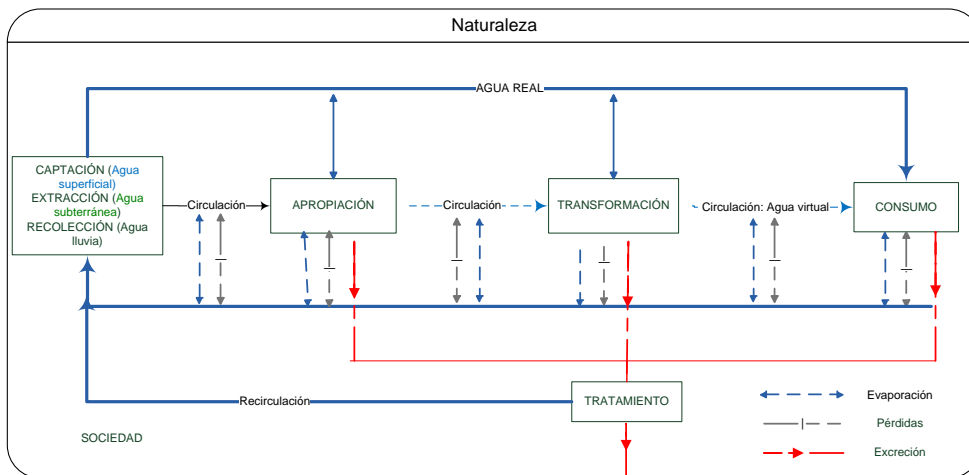 Naturaleza
AGUA REAL
CAPTACIÓN (Agua
superficial)
EXTRACCIÓN (Agua
subterránea)
RECOLECCIÓN (Agua
lluvia)
Circulación
APROPIACIÓN
Circulación
TRANSFORMACIÓN
Circulación: Agua virtual
CONSUMO
Recirculación
TRATAMIENTO
Evaporación
Pérdidas
Excreción
SOCIEDAD